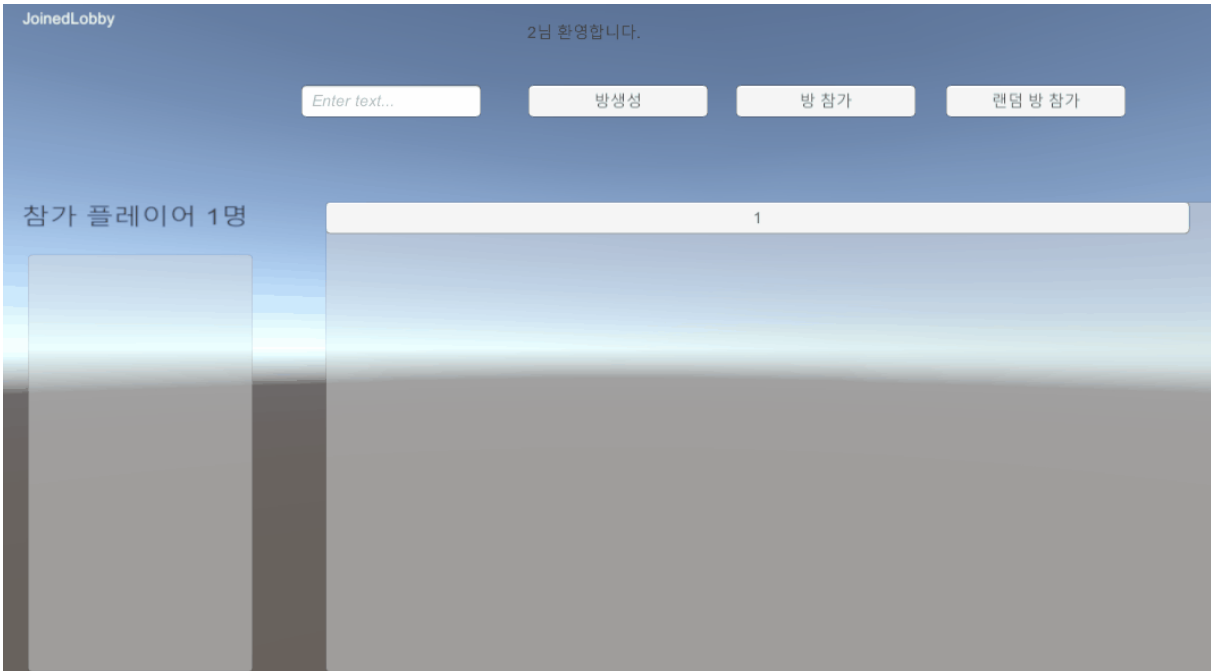 JoinedLobby
2님 환영합니다.
Enter text...
방생성
방 참가
랜덤 방 참가
참가 플레이어 1명
1